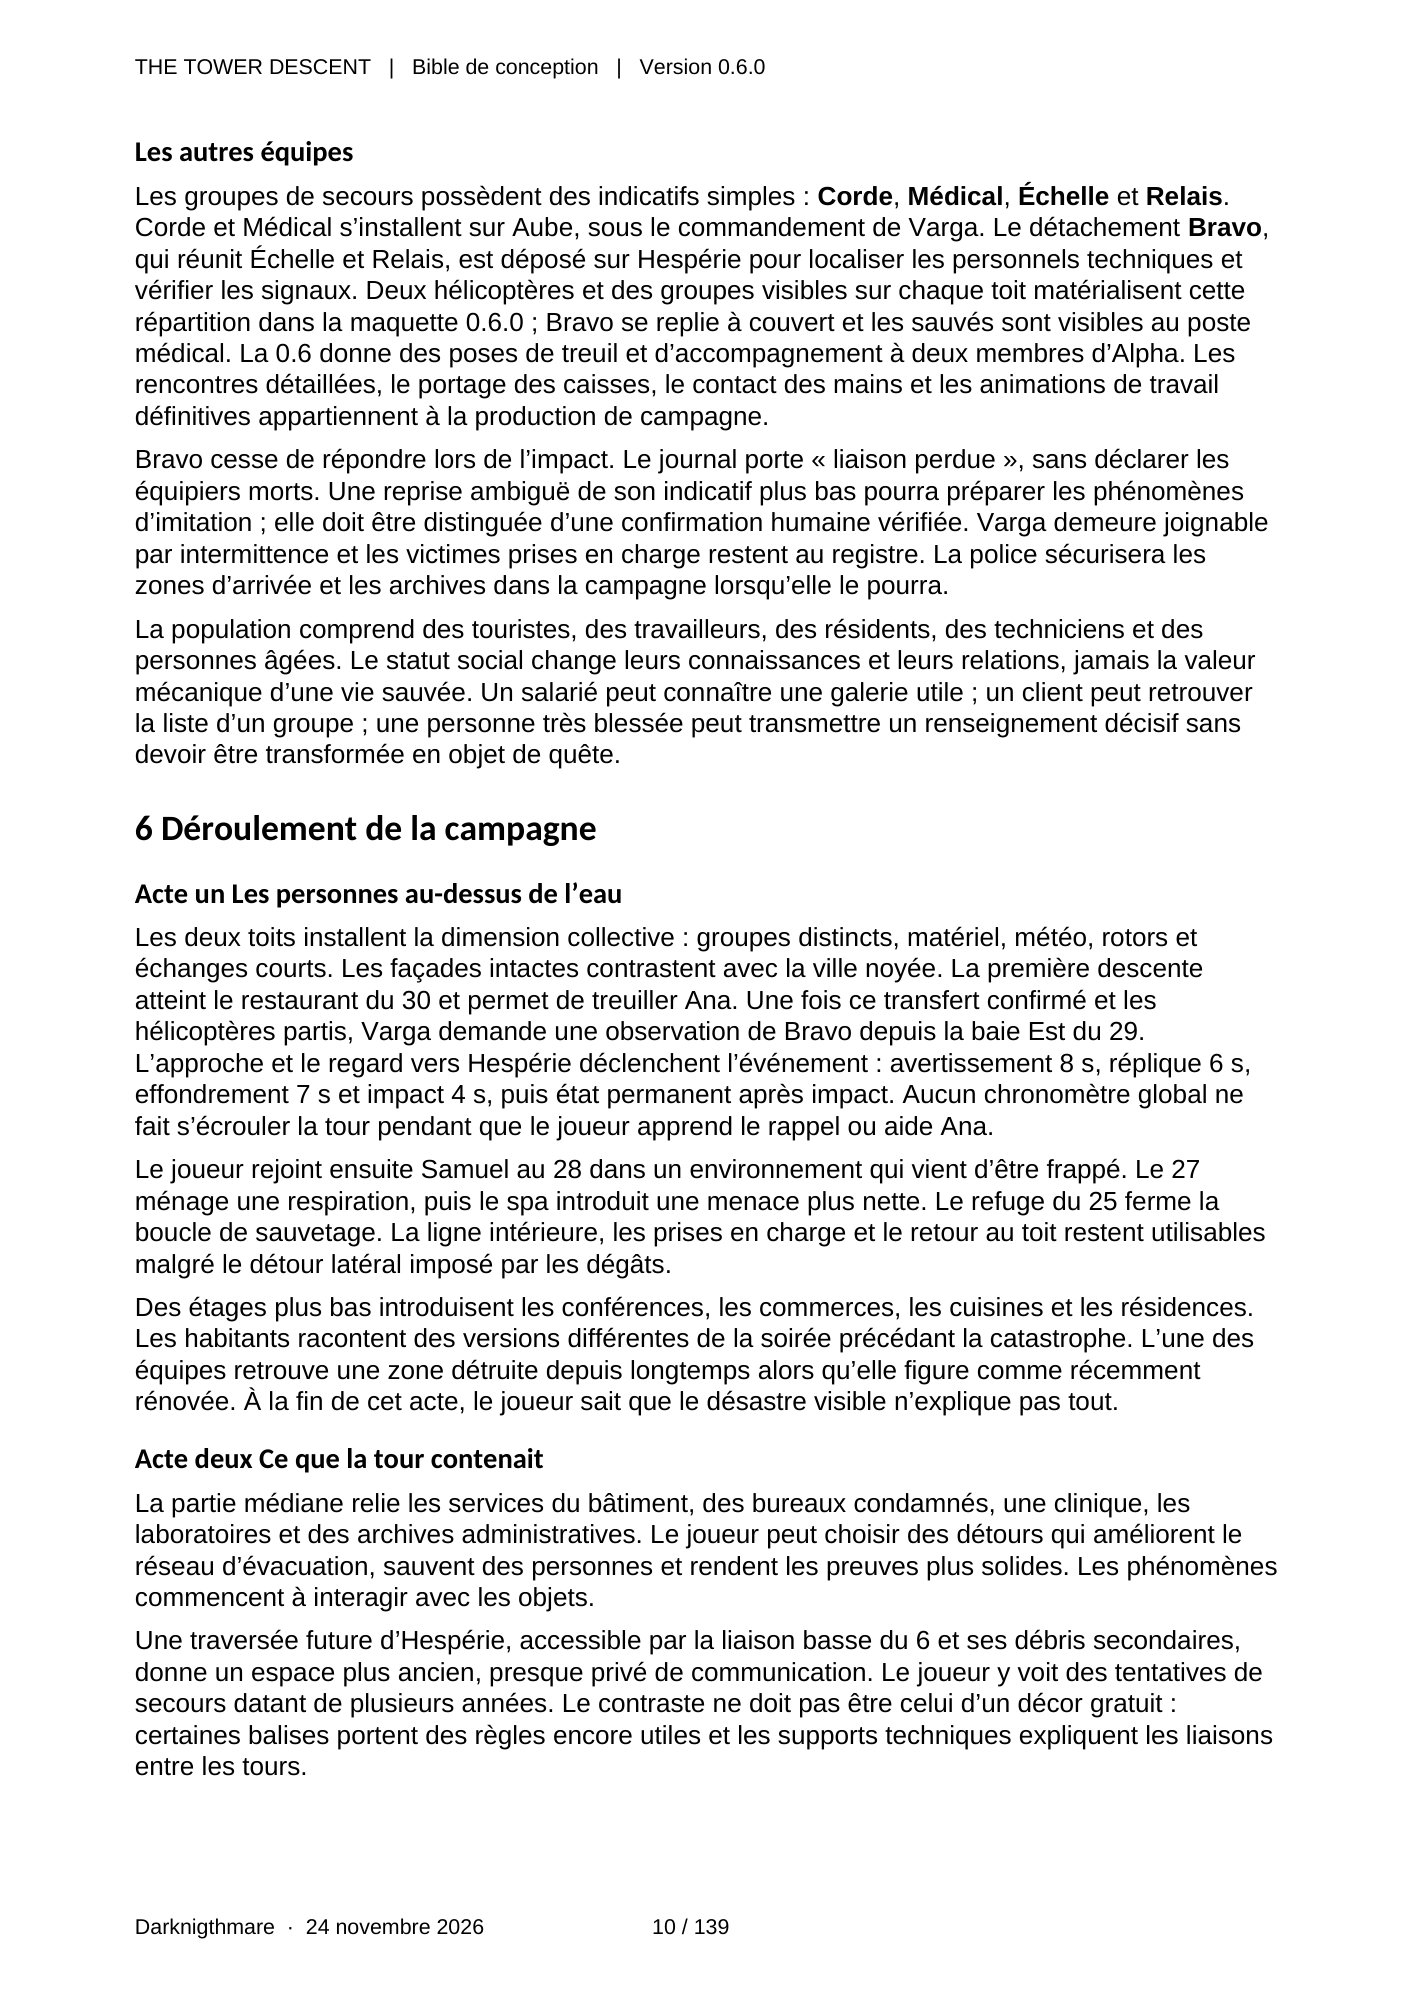 THE TOWER DESCENT | Bible de conception | Version 0.6.0
Les autres équipes
Les groupes de secours possèdent des indicatifs simples : Corde, Médical, Échelle et Relais.
Corde et Médical s’installent sur Aube, sous le commandement de Varga. Le détachement Bravo,
qui réunit Échelle et Relais, est déposé sur Hespérie pour localiser les personnels techniques et
vérifier les signaux. Deux hélicoptères et des groupes visibles sur chaque toit matérialisent cette
répartition dans la maquette 0.6.0 ; Bravo se replie à couvert et les sauvés sont visibles au poste
médical. La 0.6 donne des poses de treuil et d’accompagnement à deux membres d’Alpha. Les
rencontres détaillées, le portage des caisses, le contact des mains et les animations de travail
définitives appartiennent à la production de campagne.
Bravo cesse de répondre lors de l’impact. Le journal porte « liaison perdue », sans déclarer les
équipiers morts. Une reprise ambiguë de son indicatif plus bas pourra préparer les phénomènes
d’imitation ; elle doit être distinguée d’une confirmation humaine vérifiée. Varga demeure joignable
par intermittence et les victimes prises en charge restent au registre. La police sécurisera les
zones d’arrivée et les archives dans la campagne lorsqu’elle le pourra.
La population comprend des touristes, des travailleurs, des résidents, des techniciens et des
personnes âgées. Le statut social change leurs connaissances et leurs relations, jamais la valeur
mécanique d’une vie sauvée. Un salarié peut connaître une galerie utile ; un client peut retrouver
la liste d’un groupe ; une personne très blessée peut transmettre un renseignement décisif sans
devoir être transformée en objet de quête.
6 Déroulement de la campagne
Acte un Les personnes au-dessus de l’eau
Les deux toits installent la dimension collective : groupes distincts, matériel, météo, rotors et
échanges courts. Les façades intactes contrastent avec la ville noyée. La première descente
atteint le restaurant du 30 et permet de treuiller Ana. Une fois ce transfert confirmé et les
hélicoptères partis, Varga demande une observation de Bravo depuis la baie Est du 29.
L’approche et le regard vers Hespérie déclenchent l’événement : avertissement 8 s, réplique 6 s,
effondrement 7 s et impact 4 s, puis état permanent après impact. Aucun chronomètre global ne
fait s’écrouler la tour pendant que le joueur apprend le rappel ou aide Ana.
Le joueur rejoint ensuite Samuel au 28 dans un environnement qui vient d’être frappé. Le 27
ménage une respiration, puis le spa introduit une menace plus nette. Le refuge du 25 ferme la
boucle de sauvetage. La ligne intérieure, les prises en charge et le retour au toit restent utilisables
malgré le détour latéral imposé par les dégâts.
Des étages plus bas introduisent les conférences, les commerces, les cuisines et les résidences.
Les habitants racontent des versions différentes de la soirée précédant la catastrophe. L’une des
équipes retrouve une zone détruite depuis longtemps alors qu’elle figure comme récemment
rénovée. À la fin de cet acte, le joueur sait que le désastre visible n’explique pas tout.
Acte deux Ce que la tour contenait
La partie médiane relie les services du bâtiment, des bureaux condamnés, une clinique, les
laboratoires et des archives administratives. Le joueur peut choisir des détours qui améliorent le
réseau d’évacuation, sauvent des personnes et rendent les preuves plus solides. Les phénomènes
commencent à interagir avec les objets.
Une traversée future d’Hespérie, accessible par la liaison basse du 6 et ses débris secondaires,
donne un espace plus ancien, presque privé de communication. Le joueur y voit des tentatives de
secours datant de plusieurs années. Le contraste ne doit pas être celui d’un décor gratuit :
certaines balises portent des règles encore utiles et les supports techniques expliquent les liaisons
entre les tours.
Darknigthmare · 24 novembre 2026 10 / 139